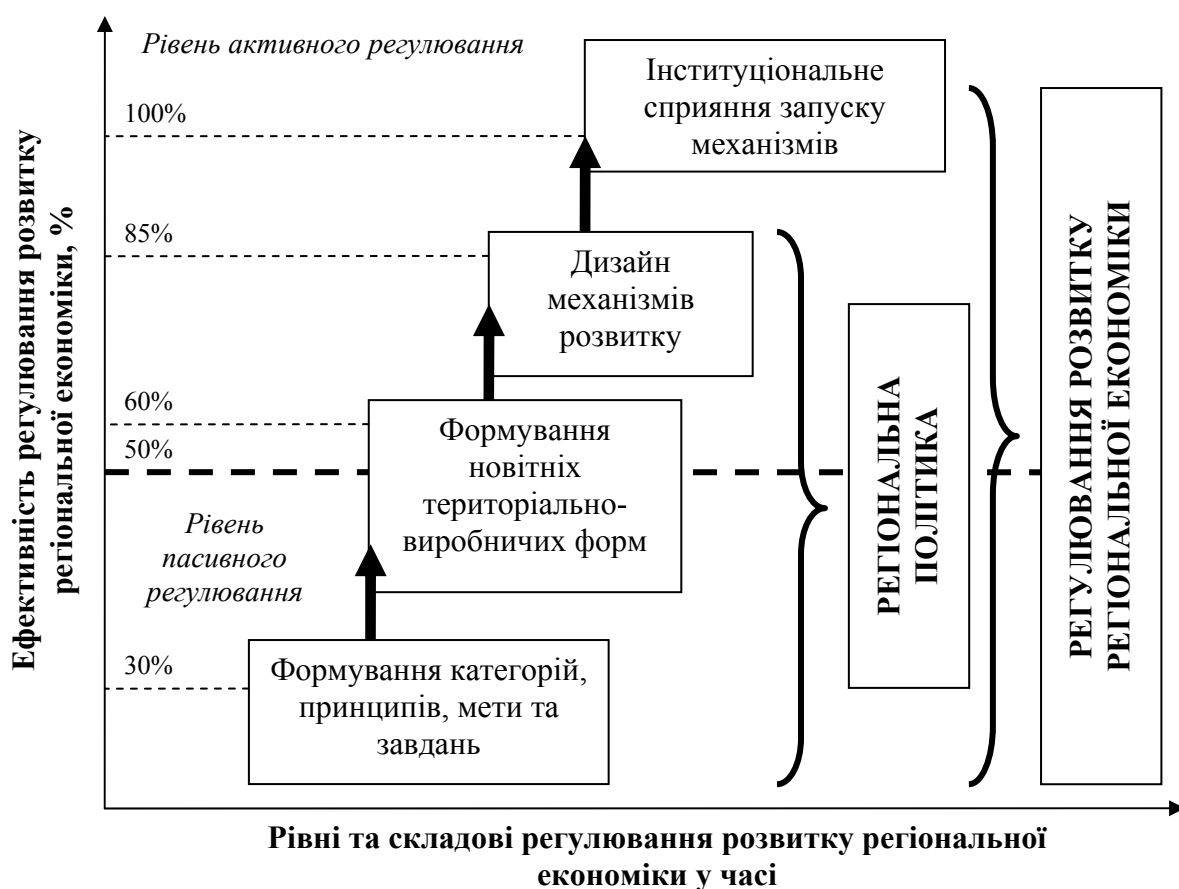 Рівень активного регулювання
Інституціональне
сприяння запуску
механізмів
100%
85%
Дизайн
механізмів
розвитку
60%
50%
Формування
новітніх
територіально-
виробничих форм
Рівень
пасивного
регулювання
30%
Формування категорій,
принципів, мети та
завдань
РЕГІОНАЛЬНА
ПОЛІТИКА
РЕГУЛЮВАННЯ РОЗВИТКУ
РЕГІОНАЛЬНОЇ ЕКОНОМІКИ
Ефективність регулювання розвитку
регіональної економіки, %
Рівні та складові регулювання розвитку регіональної
економіки у часі